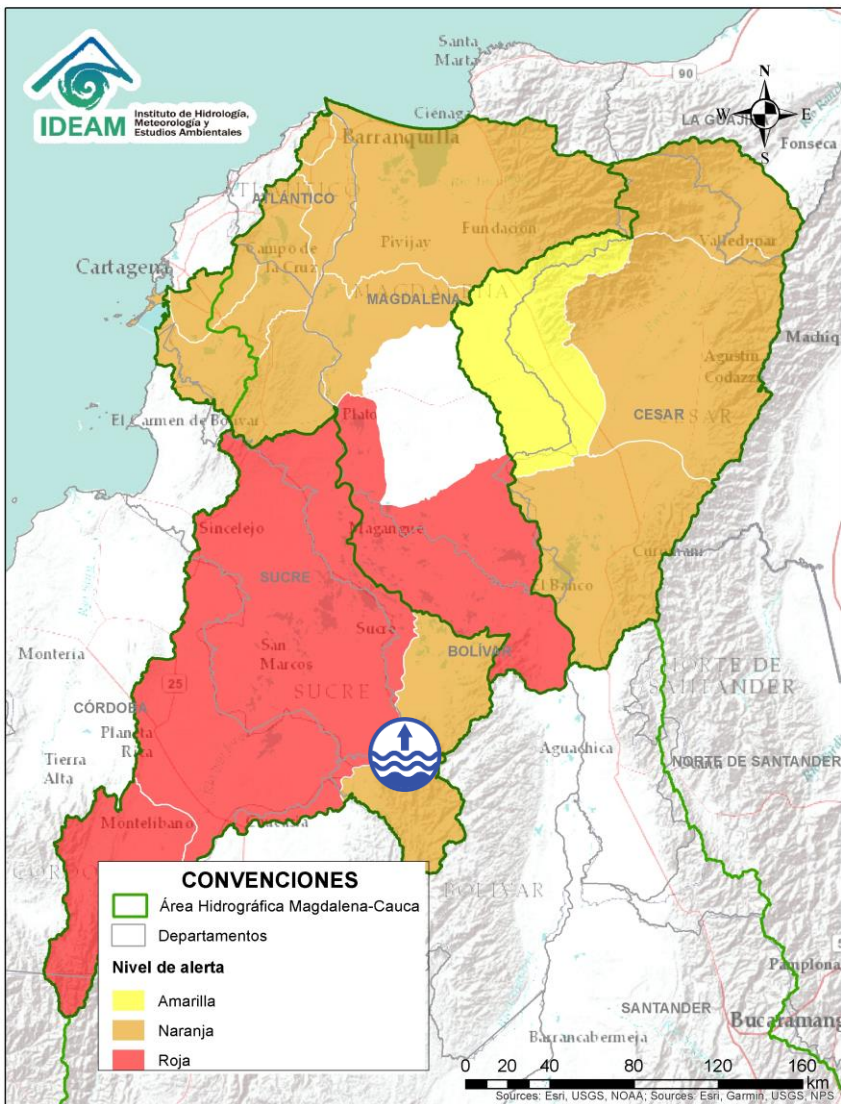 IDEAM
Instituto de Hidrología,
Meteorología y
Estudios Ambientales
Santa
Marta
90
N
W
E
S
LA GUAJI
Ciénaga
Fonseca
Barranquilla
ATLÁNTICO
Fundación
Pivijay
Valledupar
Campo de
la Cruz
Cartagena
MAGDALENA
Machiq
Agustín
Codazzi
El Carmen de Bolívar
Plato
CESAR
Sincelejo
Magangué
Curumaní
SUCRE
El Banco
Sucre
San
Marcos
BOLÍVAR
Montería
NORTE DE
SANTANDER
25
SUCRE
CÓRDOBA
Planeta
Rica
Aguachica
Tierra
Alta
NORTE DE SANTANDER
Montelíbano
BOLÍVAR
CONVENCIONES
Área Hidrográfica Magdalena-Cauca
Departamentos
Nivel de alerta
Amarilla
Naranja
Roja
Pamplona
SANTANDER
Bucaramang
Barrancabermeja
0 20 40 80 120 160
km
Sources: Esri, USGS, NOAA; Sources: Esri, Garmin, USGS, NPS